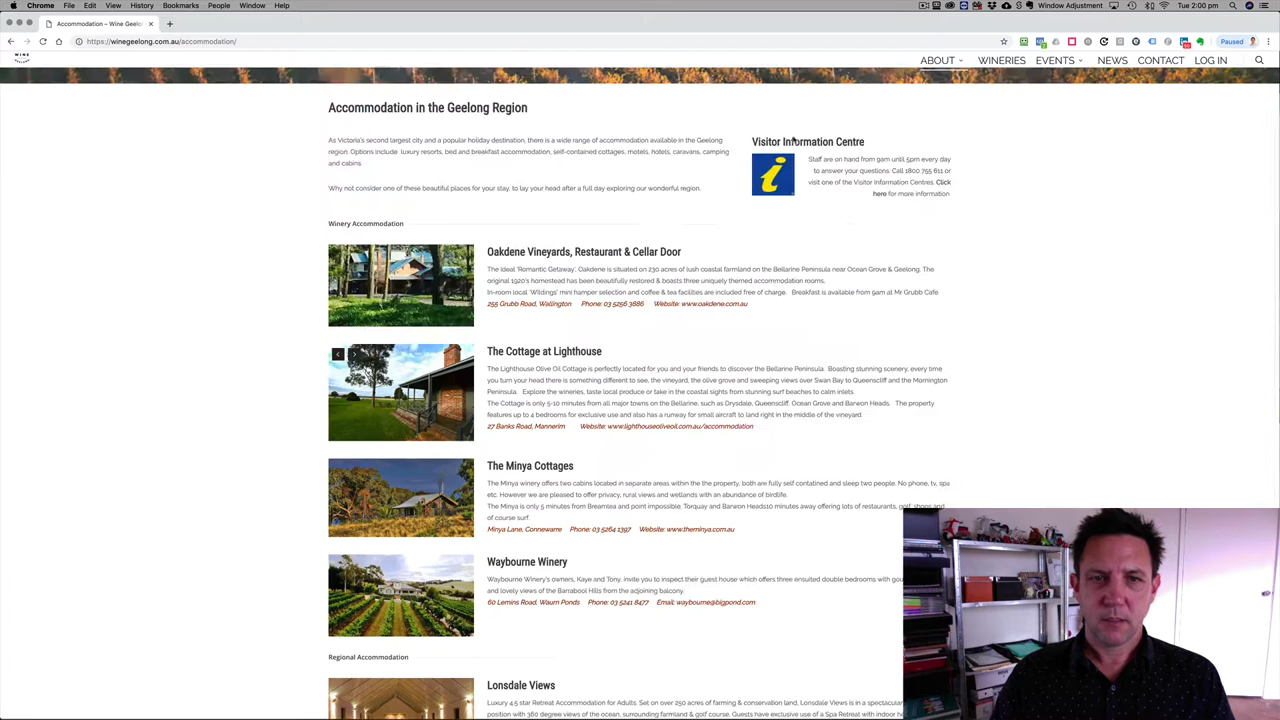 Chrome File Edit View History Bookmarks People Window Help
Window Adjustment Tue 2:00 pm
Accommodation – Wine Geelon
https://winegeelong.com.au/accommodation/
Paused
WINE
ABOUT WINERIES EVENTS NEWS CONTACT LOG IN
Accommodation in the Geelong Region
As Victoria's second largest city and a popular holiday destination, there is a wide range of accommodation available in the Geelong
region. Options include luxury resorts, bed and breakfast accommodation, self-contained cottages, motels, hotels, caravans, camping
and cabins.
Why not consider one of these beautiful places for your stay, to lay your head after a full day exploring our wonderful region.
Visitor Information Centre
i
Staff are on hand from 9am until 5pm every day
to answer your questions. Call 1800 755 611 or
visit one of the Visitor Information Centres. Click
here for more information
Winery Accommodation
Oakdene Vineyards, Restaurant & Cellar Door
The ideal 'Romantic Getaway', Oakdene is situated on 230 acres of lush coastal farmland on the Bellarine Peninsula near Ocean Grove & Geelong. The
original 1920's homestead has been beautifully restored & boasts three uniquely themed accommodation rooms.
In-room local 'Wildings' mini hamper selection and coffee & tea facilities are included free of charge. Breakfast is available from 9am at Mr Grubb Cafe
255 Grubb Road, Wallington Phone: 03 5256 3886 Website: www.oakdene.com.au
The Cottage at Lighthouse
The Lighthouse Olive Oil Cottage is perfectly located for you and your friends to discover the Bellarine Peninsula. Boasting stunning scenery, every time
you turn your head there is something different to see, the vineyard, the olive grove and sweeping views over Swan Bay to Queenscliff and the Mornington
Peninsula. Explore the wineries, taste local produce or take in the coastal sights from stunning surf beaches to calm inlets.
The Cottage is only 5-10 minutes from all major towns on the Bellarine, such as Drysdale, Queenscliff, Ocean Grove and Barwon Heads. The property
features up to 4 bedrooms for exclusive use and also has a runway for small aircraft to land right in the middle of the vineyard.
27 Banks Road, Mannerim Website: www.lighthouseoliveoil.com.au/accommodation
The Minya Cottages
The Minya winery offers two cabins located in separate areas within the the property, both are fully self contatined and sleep two people. No phone, tv, spa
etc. However we are pleased to offer privacy, rural views and wetlands with an abundance of birdlife.
The Minya is only 5 minutes from Breamlea and point impossible. Torquay and Barwon Heads10 minutes away offering lots of restaurants, golf, shops and
of course surf.
Minya Lane, Connewarre Phone: 03 5264 1397 Website: www.theminya.com.au
Waybourne Winery
Waybourne Winery's owners, Kaye and Tony, invite you to inspect their guest house which offers three ensuited double bedrooms with
and lovely views of the Barrabool Hills from the adjoining balcony.
60 Lemins Road, Waurn Ponds Phone: 03 5241 8477 Email: waybourne@bigpond.com
Regional Accommodation
Lonsdale Views
Luxury 4.5 star Retreat Accommodation for Adults. Set on over 250 acres of farming & conservation land, Lonsdale Views is in a spectacular
position with 360 degree views of the ocean, surrounding farmland & golf course. Guests have exclusive use of a Spa Retreat with indoor